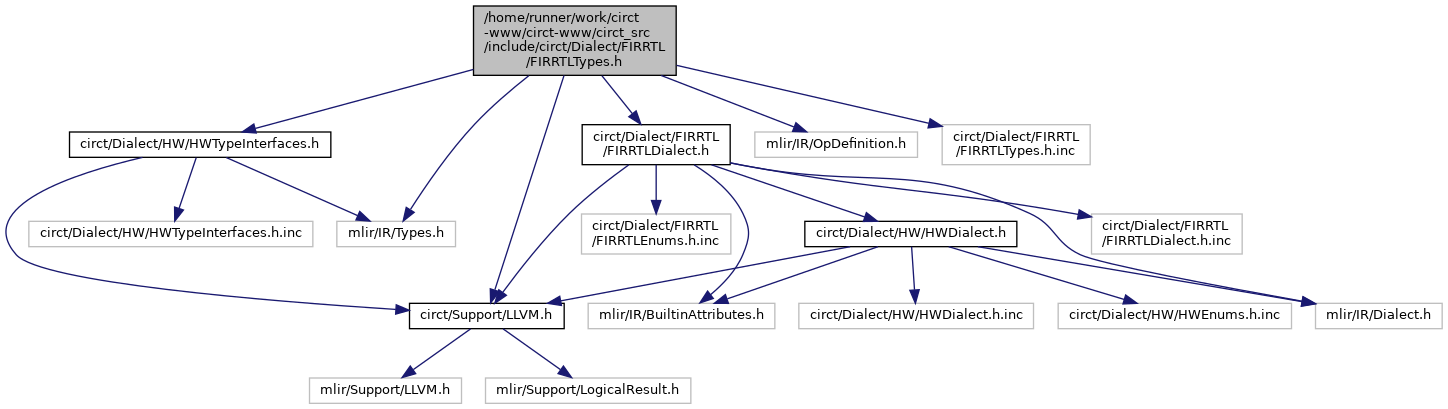 /home/runner/work/circt
-www/circt-www/circt_src
/include/circt/Dialect/FIRRTL
/FIRRTLTypes.h
circt/Dialect/HW/HWTypeInterfaces.h
circt/Dialect/FIRRTL
/FIRRTLDialect.h
mlir/IR/OpDefinition.h
circt/Dialect/FIRRTL
/FIRRTLTypes.h.inc
circt/Dialect/HW/HWTypeInterfaces.h.inc
mlir/IR/Types.h
circt/Dialect/FIRRTL
/FIRRTLEnums.h.inc
circt/Dialect/HW/HWDialect.h
circt/Dialect/FIRRTL
/FIRRTLDialect.h.inc
circt/Support/LLVM.h
mlir/IR/BuiltinAttributes.h
circt/Dialect/HW/HWDialect.h.inc
circt/Dialect/HW/HWEnums.h.inc
mlir/IR/Dialect.h
mlir/Support/LLVM.h
mlir/Support/LogicalResult.h